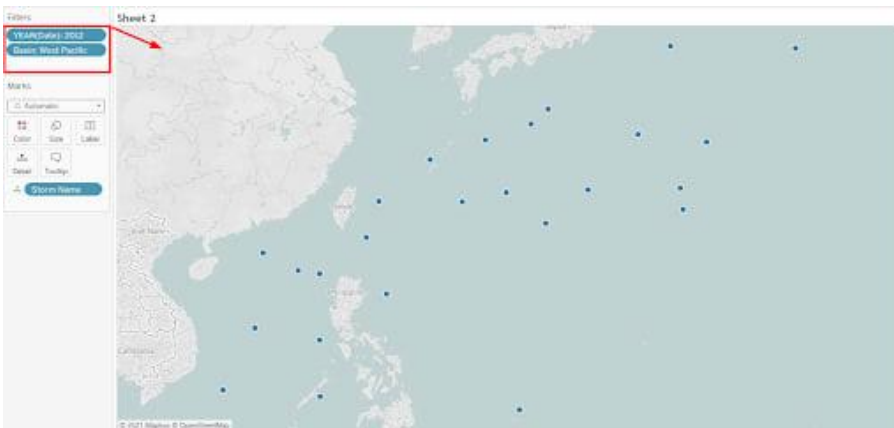 Filters
Sheet 2
YEAR(Date): 2012
Basin: West Pacific
Marks
Automatic
Color
Size
Label
Detail
Tooltip
Storm Name
Cambodia
© 2021 Mapbox © OpenStreetMap